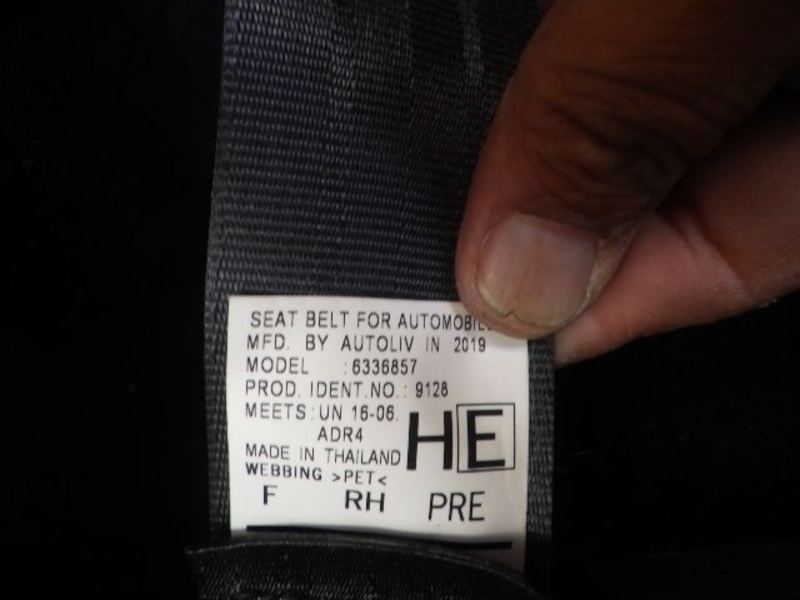 SEAT BELT FOR AUTOMOBILE
MFD. BY AUTOLIV IN 2019
MODEL :6336857
PROD. IDENT.NO.: 9128
MEETS: UN 16-06.
ADR4
HE
MADE IN THAILAND
WEBBING >PET<
F RH PRE